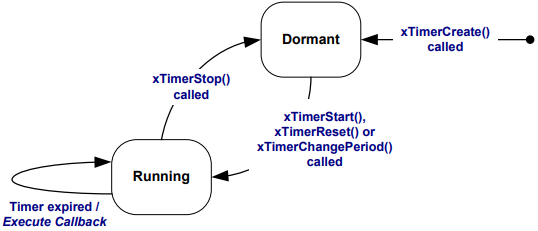 Dormant
xTimerCreate()
called
xTimerStop()
called
xTimerStart(),
xTimerReset() or
xTimerChangePeriod()
called
Running
Timer expired /
Execute Callback